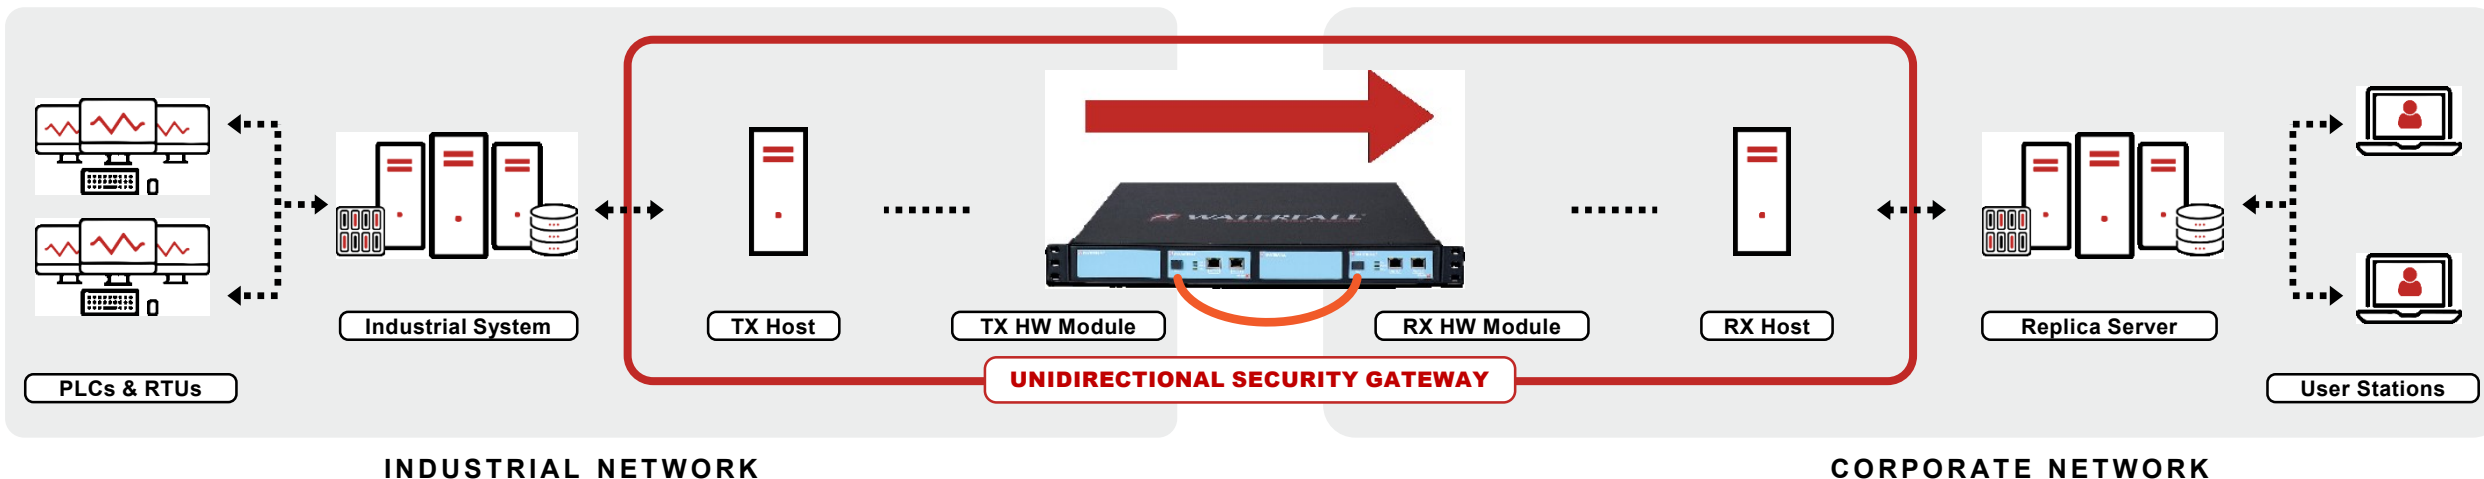 WATERFALL
Industrial System
TX Host
TX HW Module
RX HW Module
RX Host
Replica Server
UNIDIRECTIONAL SECURITY GATEWAY
PLCs & RTUs
User Stations
INDUSTRIAL NETWORK
CORPORATE NETWORK